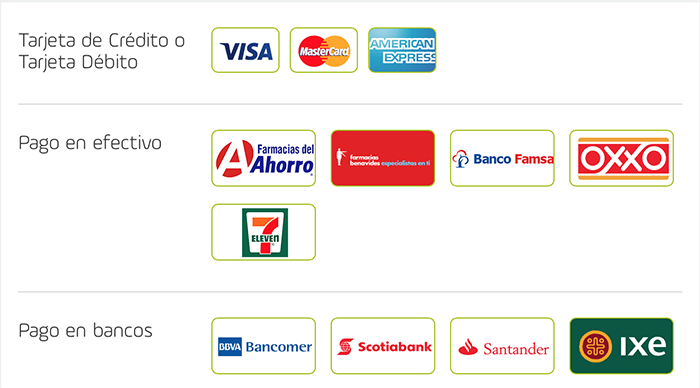 Tarjeta de Crédito o
Tarjeta Débito
VISA
MasterCard
AMERICAN
EXPRESS
Pago en efectivo
Farmacias del
Ahorro
farmacias
benavides especialistas en ti
Banco Famsa
OXXO
7
ELEVEN
Pago en bancos
BBVA Bancomer
Scotiabank
Santander
ixe